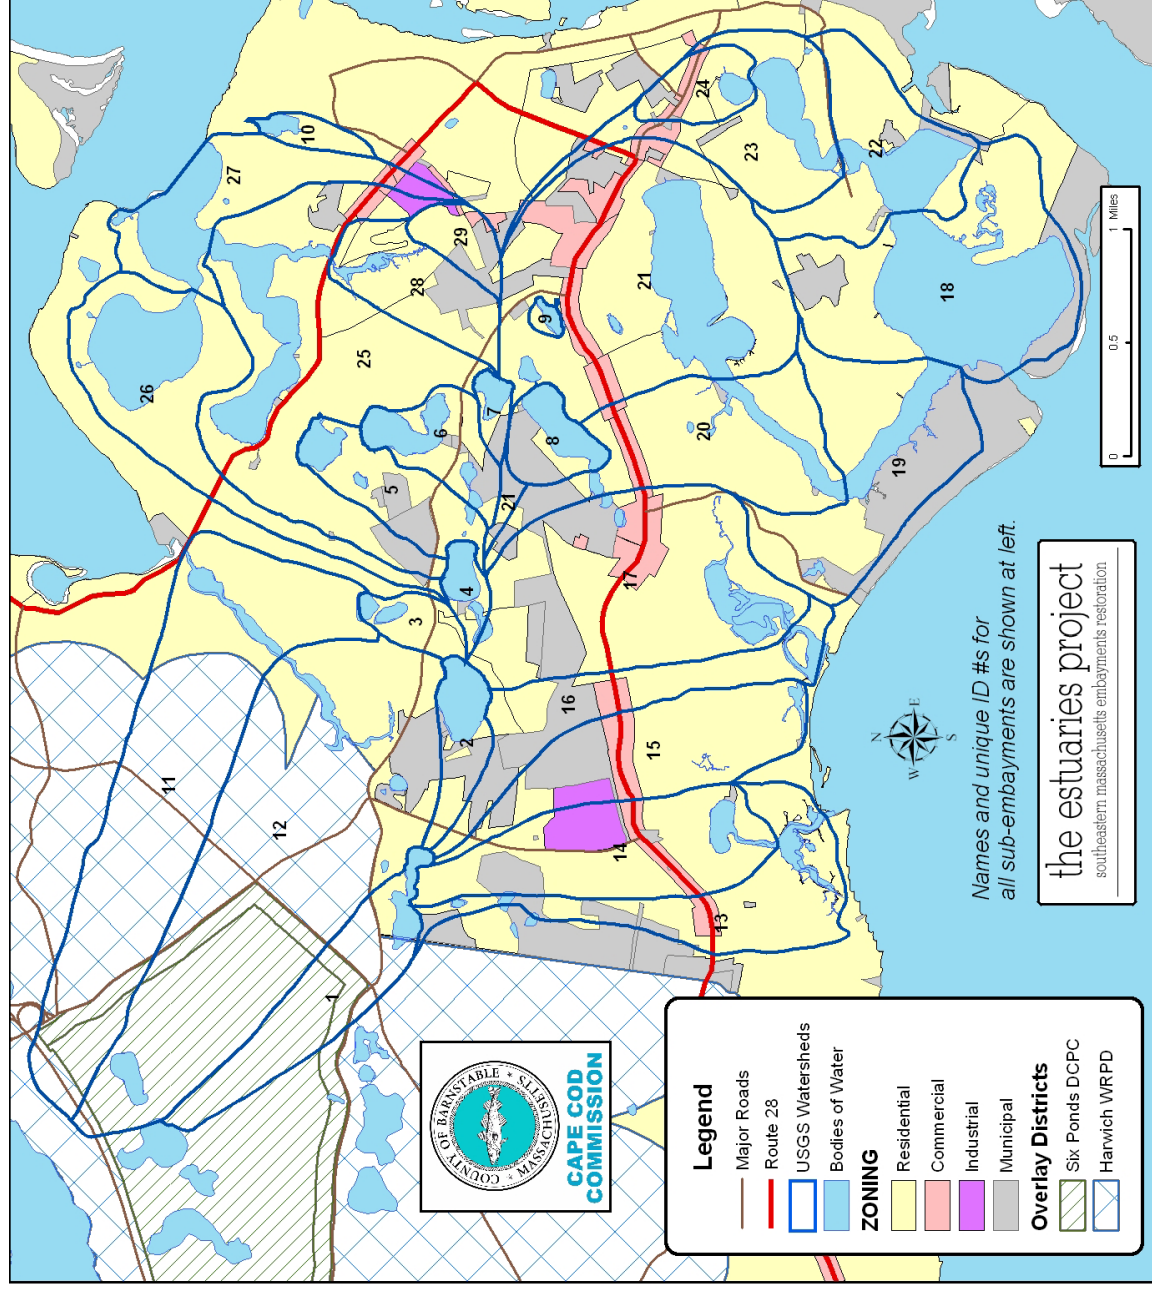 27
10
24
23
22
29
28
21
18
9
25
26
7
6
8
20
5
21
19
4
3
17
2
16
15
11
12
14
13
1
0
0.5
1 Miles
N
W
E
S
Names and unique ID #s for
all sub-embayments are shown at left.
the estuaries project
southeastern massachusetts embayments restoration
COUNTY OF BARNSTABLE
MASSACHUSETTS
CAPE COD
COMMISSION
Legend
Major Roads
Route 28
USGS Watersheds
Bodies of Water
ZONING
Residential
Commercial
Industrial
Municipal
Overlay Districts
Six Ponds DCPC
Harwich WRPD